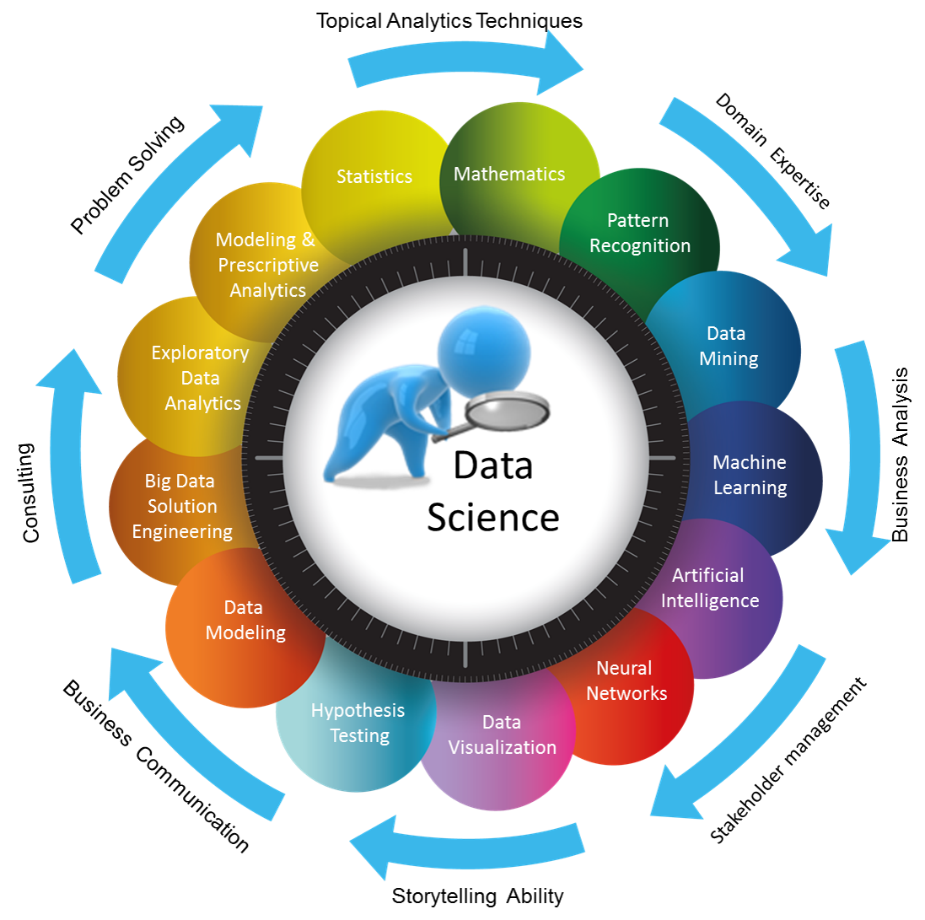 Topical Analytics Techniques
Domain Expertise
Business Analysis
Stakeholder management
Storytelling Ability
Business Communication
Consulting
Problem Solving
Statistics
Mathematics
Pattern
Recognition
Data
Mining
Machine
Learning
Artificial
Intelligence
Neural
Networks
Data
Visualization
Hypothesis
Testing
Data
Modeling
Big Data
Solution
Engineering
Exploratory
Data
Analytics
Modeling &
Prescriptive
Analytics
Data
Science